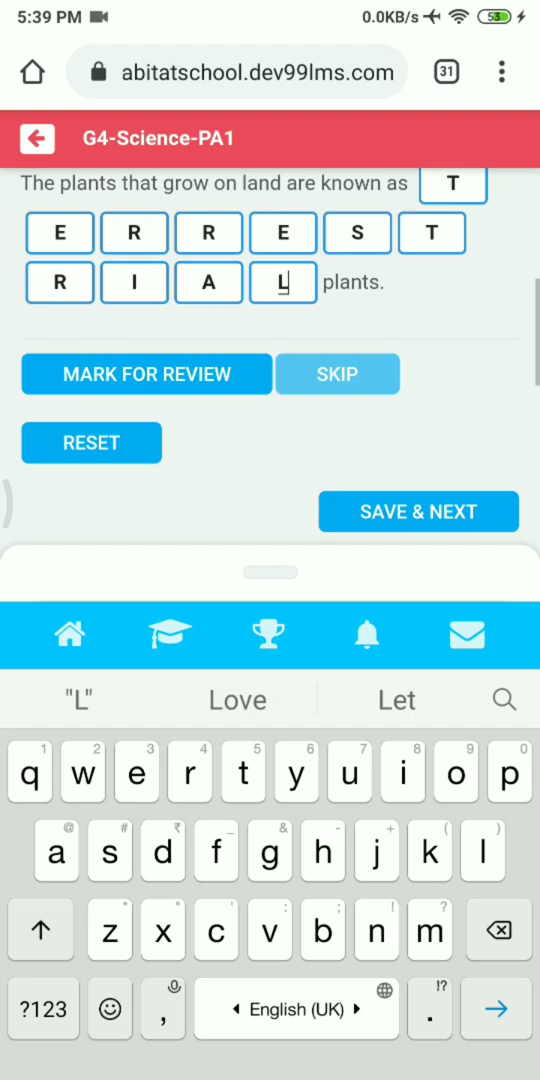 5:39 PM 0.0KB/s 53
abitatschool.dev99lms.com 31
G4-Science-PA1
The plants that grow on land are known as T
E R R E S T
R I A L plants.
MARK FOR REVIEW SKIP
RESET
SAVE & NEXT
"L" Love Let
1 2 3 4 5 6 7 8 9 0
q w e r t y u i o p
@ # ₹ _ & - + ( )
a s d f g h j k l
* " ' : ; ! ?
z x c v b n m
!?
?123 , English (UK) .